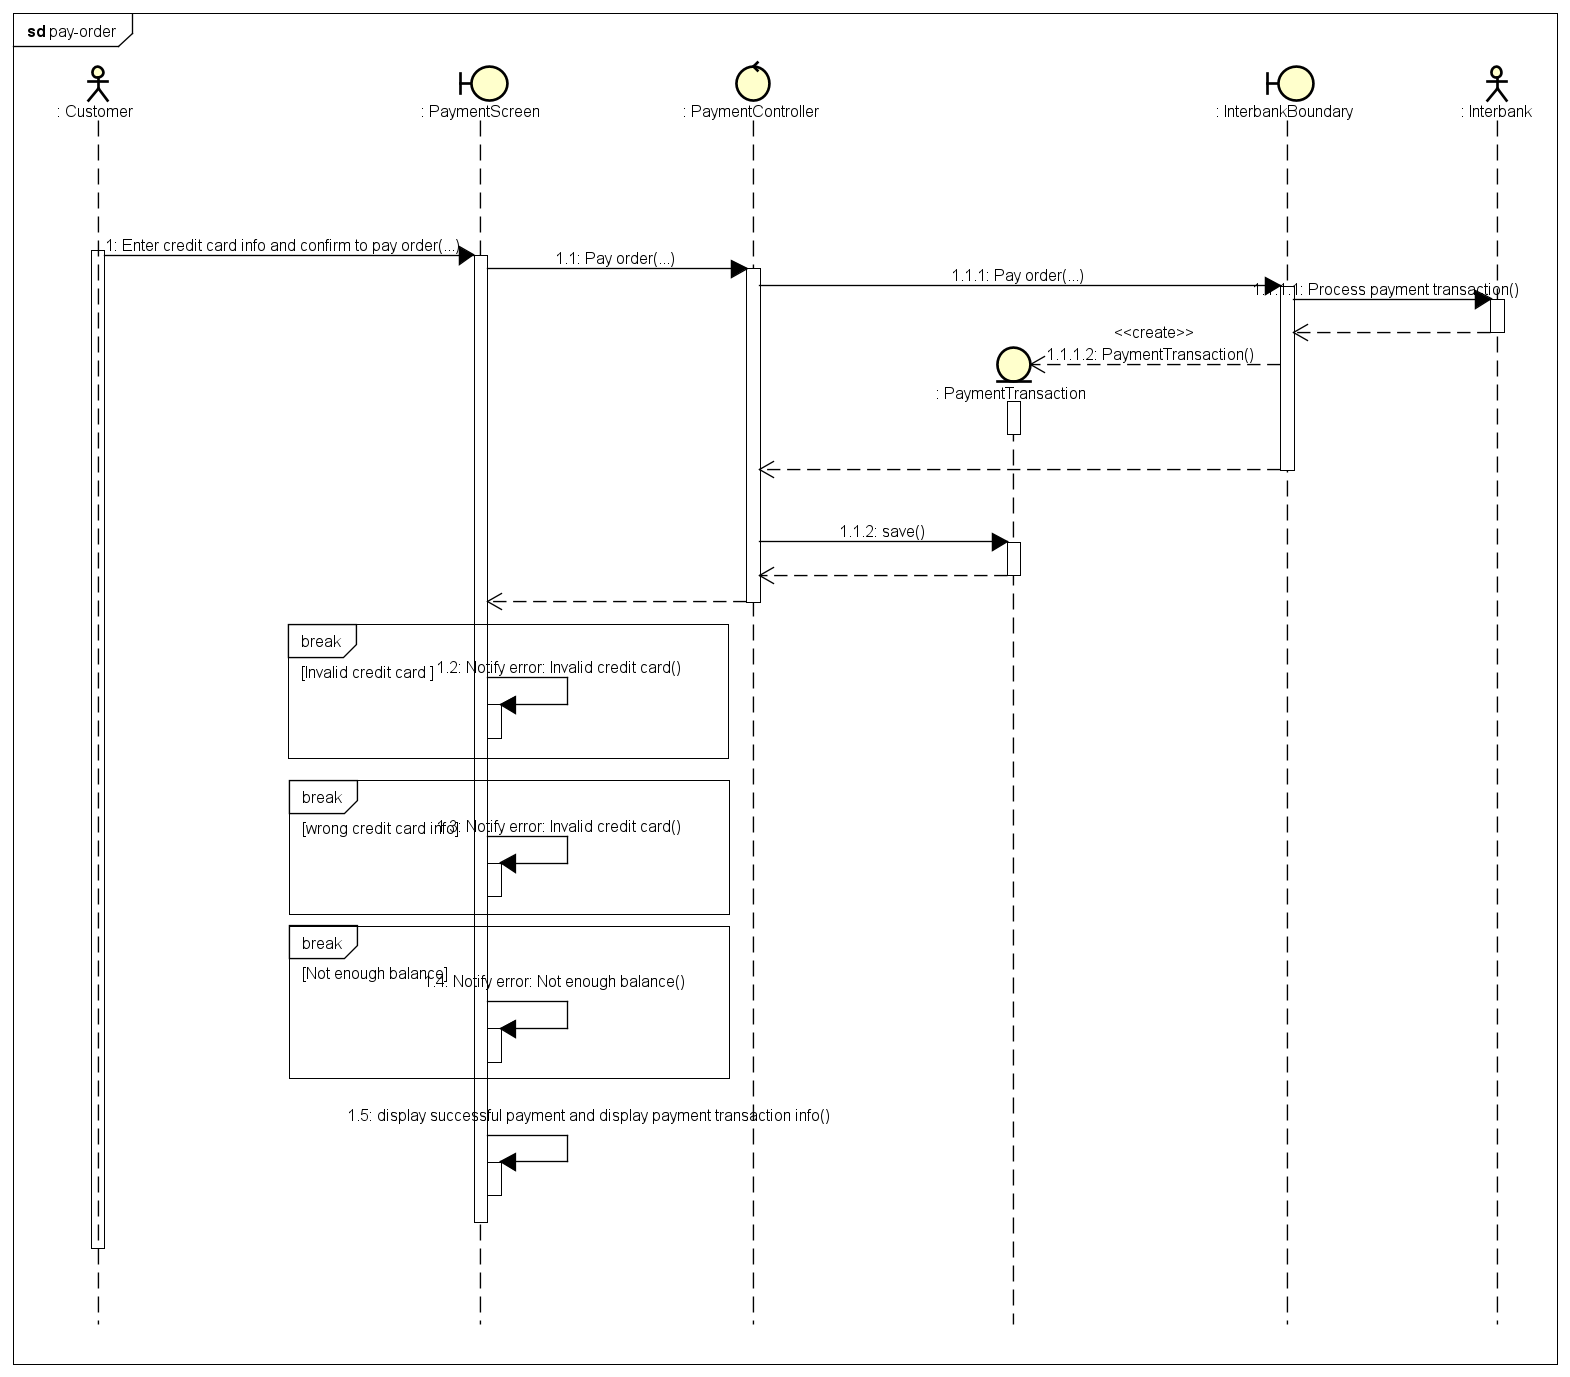 sd pay-order
: Customer
: PaymentScreen
: PaymentController
: InterbankBoundary
: Interbank
1: Enter credit card info and confirm to pay order(...)
1.1: Pay order(...)
1.1.1: Pay order(...)
1.1.1.1: Process payment transaction()
<<create>>
1.1.1.2: PaymentTransaction()
: PaymentTransaction
1.1.2: save()
break
[Invalid credit card ]
1.2: Notify error: Invalid credit card()
break
[wrong credit card info]
1.3: Notify error: Invalid credit card()
break
[Not enough balance]
1.4: Notify error: Not enough balance()
1.5: display successful payment and display payment transaction info()